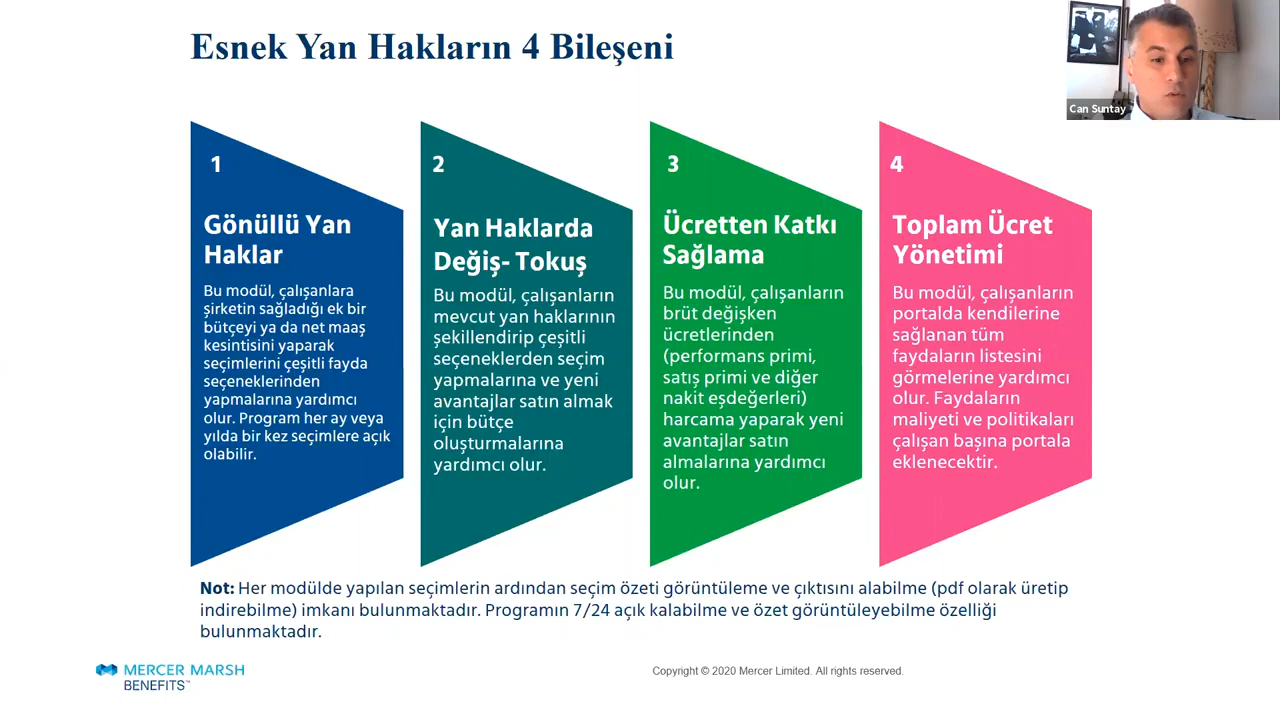 Esnek Yan Hakların 4 Bileşeni
Can Suntay
1
Gönüllü Yan
Haklar
Bu modül, çalışanlara
şirketin sağladığı ek bir
bütçeyi ya da net maaş
kesintisini yaparak
seçimlerini çeşitli fayda
seçeneklerinden
yapmalarına yardımcı
olur. Program her ay veya
yılda bir kez seçimlere açık
olabilir.
2
Yan Haklarda
Değiş- Tokuş
Bu modül, çalışanların
mevcut yan haklarının
şekillendirip çeşitli
seçeneklerden seçim
yapmalarına ve yeni
avantajlar satın almak
için bütçe
oluşturmalarına
yardımcı olur.
3
Ücretten Katkı
Sağlama
Bu modül, çalışanların
brüt değişken
ücretlerinden
(performans primi,
satış primi ve diğer
nakit eşdeğerleri)
harcama yaparak yeni
avantajlar satın
almalarına yardımcı
olur.
4
Toplam Ücret
Yönetimi
Bu modül, çalışanların
portalda kendilerine
sağlanan tüm
faydaların listesini
görmelerine yardımcı
olur. Faydaların
maliyeti ve politikaları
çalışan başına portala
eklenecektir.
Not: Her modülde yapılan seçimlerin ardından seçim özeti görüntüleme ve çıktısını alabilme (pdf olarak üretip
indirebilme) imkanı bulunmaktadır. Programın 7/24 açık kalabilme ve özet görüntüleyebilme özelliği
bulunmaktadır.
MERCER MARSH
BENEFITS™
Copyright © 2020 Mercer Limited. All rights reserved.